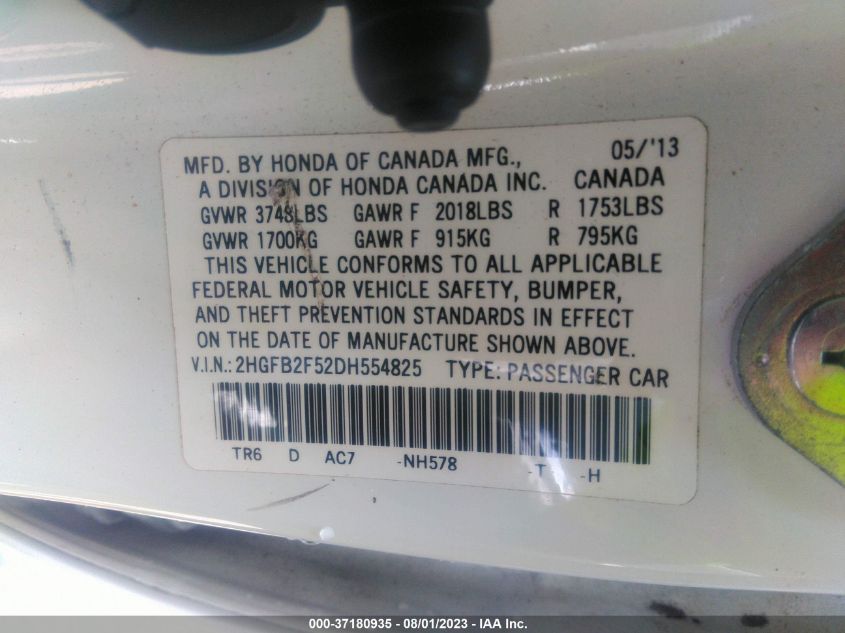 MFD. BY HONDA OF CANADA MFG., 05/'13
A DIVISION OF HONDA CANADA INC. CANADA
GVWR 3748LBS GAWR F 2018LBS R 1753LBS
GVWR 1700KG GAWR F 915KG R 795KG
THIS VEHICLE CONFORMS TO ALL APPLICABLE
FEDERAL MOTOR VEHICLE SAFETY, BUMPER,
AND THEFT PREVENTION STANDARDS IN EFFECT
ON THE DATE OF MANUFACTURE SHOWN ABOVE.
V.I.N.:2HGFB2F52DH554825 TYPE: PASSENGER CAR
TR6 D AC7 -NH578 -T -H
000-37180935 - 08/01/2023 - IAA Inc.